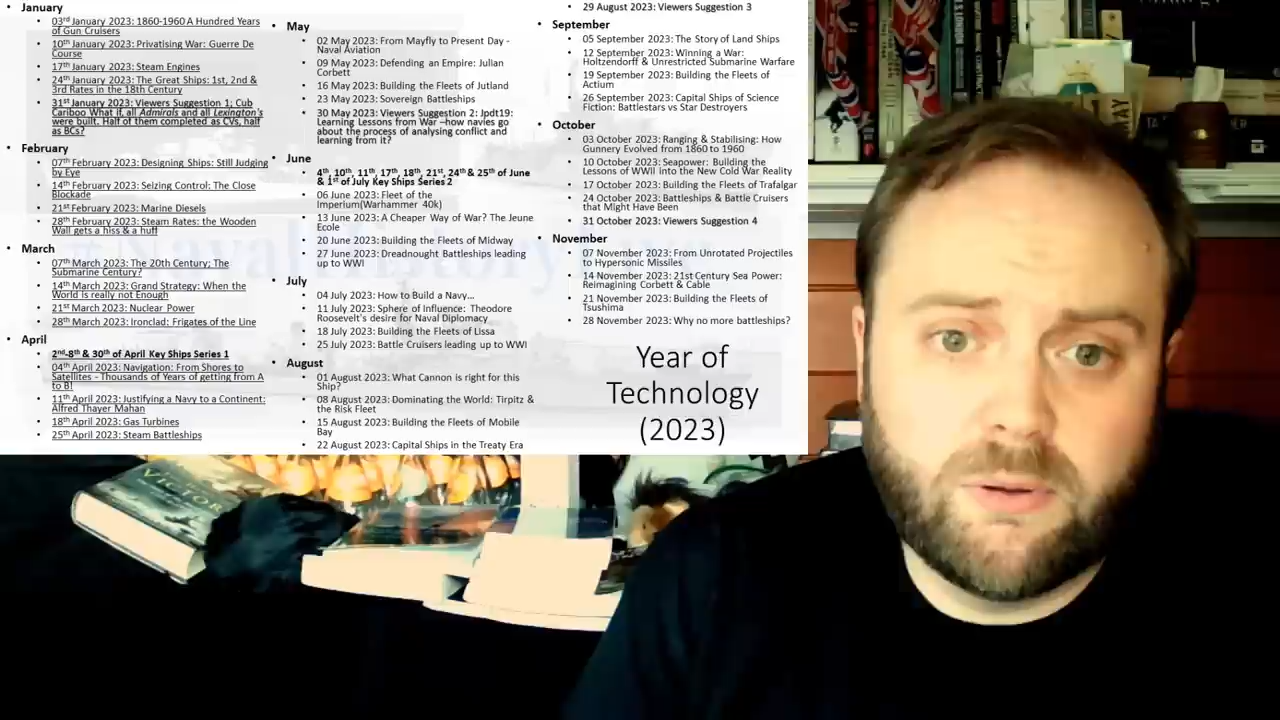 January
03rd January 2023: 1860-1960 A Hundred Years
of Gun Cruisers
10th January 2023: Privatising War: Guerre De
Course
17th January 2023: Steam Engines
24th January 2023: The Great Ships: 1st, 2nd &
3rd Rates in the 18th Century
31st January 2023: Viewers Suggestion 1; Cub
Cariboo What if, all Admirals and all Lexington's
were built. Half of them completed as CVs, half
as BCs?
February
07th February 2023: Designing Ships: Still Judging
by Eye
14th February 2023: Seizing Control: The Close
Blockade
21st February 2023: Marine Diesels
28th February 2023: Steam Rates: the Wooden
Wall gets a hiss & a huff
March
07th March 2023: The 20th Century; The
Submarine Century?
14th March 2023: Grand Strategy: When the
World is really not Enough
21st March 2023: Nuclear Power
28th March 2023: Ironclad: Frigates of the Line
April
2nd-8th & 30th of April Key Ships Series 1
04th April 2023: Navigation: From Shores to
Satellites - Thousands of Years of getting from A
to B!
11th April 2023: Justifying a Navy to a Continent:
Alfred Thayer Mahan
18th April 2023: Gas Turbines
25th April 2023: Steam Battleships
May
02 May 2023: From Mayfly to Present Day -
Naval Aviation
09 May 2023: Defending an Empire: Julian
Corbett
16 May 2023: Building the Fleets of Jutland
23 May 2023: Sovereign Battleships
30 May 2023: Viewers Suggestion 2: Jpdt19:
Learning Lessons from War –how navies go
about the process of analysing conflict and
learning from it?
June
4th, 10th, 11th, 17th, 18th, 21st, 24th & 25th of June
& 1st of July Key Ships Series 2
06 June 2023: Fleet of the
Imperium(Warhammer 40k)
13 June 2023: A Cheaper Way of War? The Jeune
Ecole
20 June 2023: Building the Fleets of Midway
27 June 2023: Dreadnought Battleships leading
up to WWI
July
04 July 2023: How to Build a Navy...
11 July 2023: Sphere of Influence: Theodore
Roosevelt's desire for Naval Diplomacy
18 July 2023: Building the Fleets of Lissa
25 July 2023: Battle Cruisers leading up to WWI
August
01 August 2023: What Cannon is right for this
Ship?
08 August 2023: Dominating the World: Tirpitz &
the Risk Fleet
15 August 2023: Building the Fleets of Mobile
Bay
22 August 2023: Capital Ships in the Treaty Era
29 August 2023: Viewers Suggestion 3
September
05 September 2023: The Story of Land Ships
12 September 2023: Winning a War:
Holtzendorff & Unrestricted Submarine Warfare
19 September 2023: Building the Fleets of
Actium
26 September 2023: Capital Ships of Science
Fiction: Battlestars vs Star Destroyers
October
03 October 2023: Ranging & Stabilising: How
Gunnery Evolved from 1860 to 1960
10 October 2023: Seapower: Building the
Lessons of WWII into the New Cold War Reality
17 October 2023: Building the Fleets of Trafalgar
24 October 2023: Battleships & Battle Cruisers
that Might Have Been
31 October 2023: Viewers Suggestion 4
November
07 November 2023: From Unrotated Projectiles
to Hypersonic Missiles
14 November 2023: 21st Century Sea Power:
Reimagining Corbett & Cable
21 November 2023: Building the Fleets of
Tsushima
28 November 2023: Why no more battleships?
Year of
Technology
(2023)
LONDON